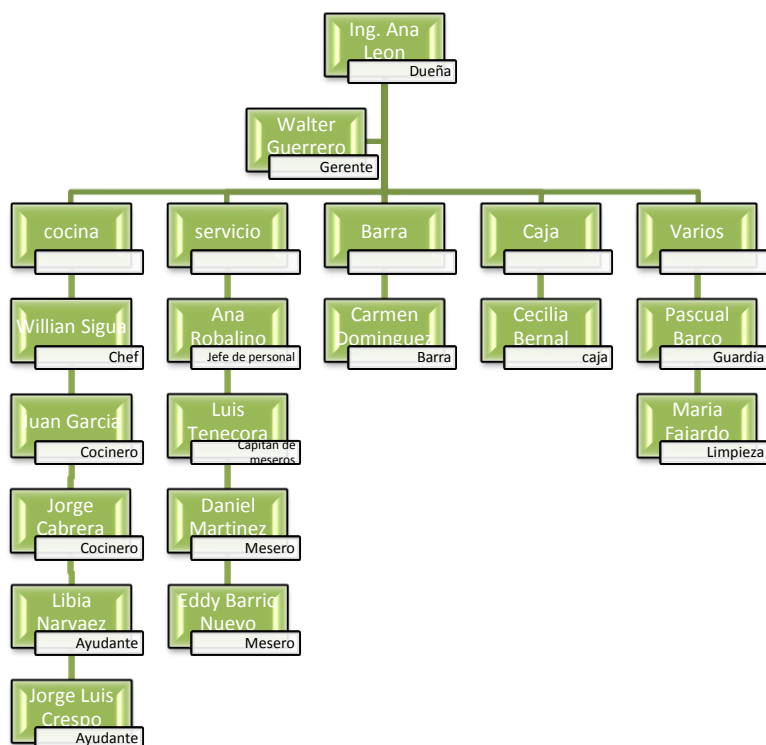 Ing. Ana
Leon
Dueña
Walter
Guerrero
Gerente
cocina
servicio
Barra
Caja
Varios
Willian Sigua
Chef
Ana
Robalino
Jefe de personal
Carmen
Dominguez
Barra
Cecilia
Bernal
caja
Pascual
Barco
Guardia
Juan Garcia
Cocinero
Luis
Tenecora
Capitán de
meseros
Maria
Fajardo
Limpieza
Jorge
Cabrera
Cocinero
Daniel
Martinez
Mesero
Libia
Narvaez
Ayudante
Eddy Barrio
Nuevo
Mesero
Jorge Luis
Crespo
Ayudante